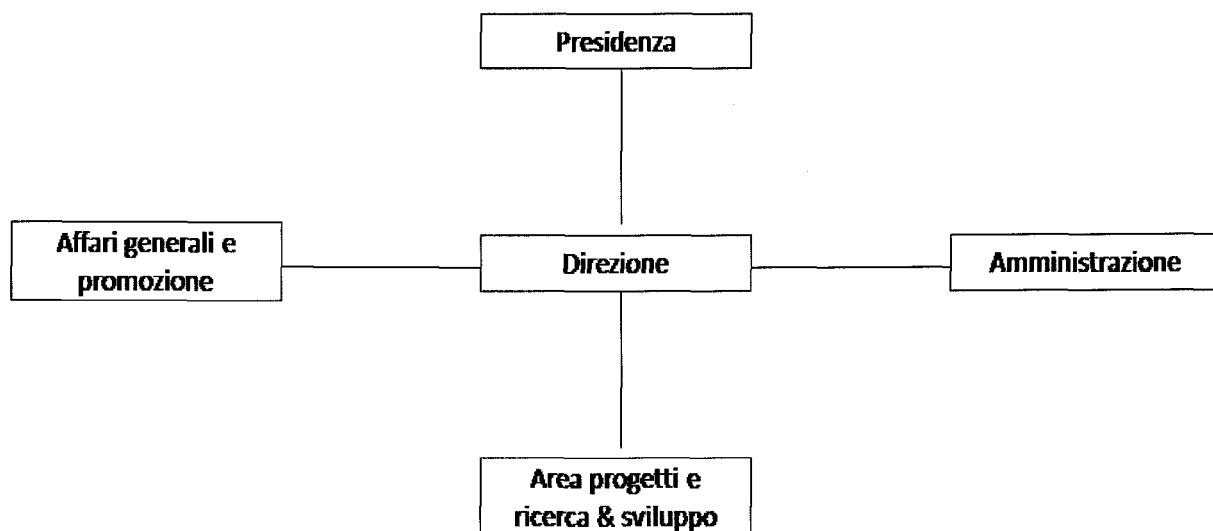 Presidenza
Affari generali e
promozione
Direzione
Amministrazione
Area progetti e
ricerca & sviluppo